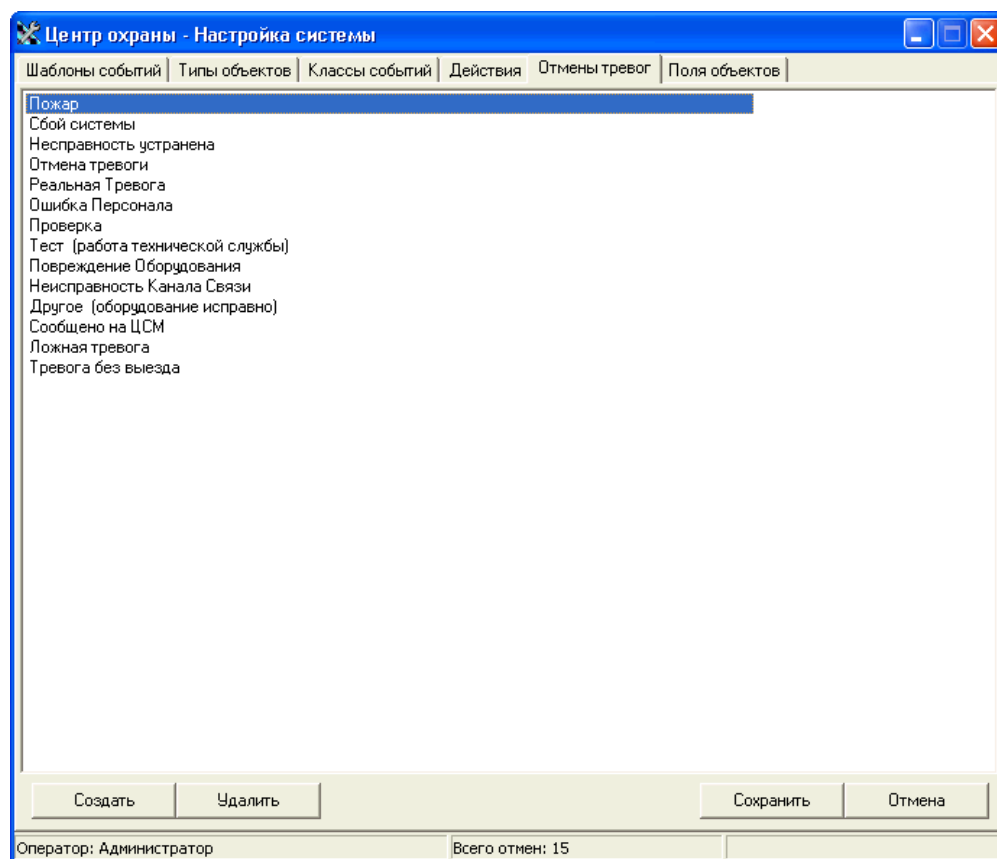 Центр охраны - Настройка системы
Шаблоны событий Типы объектов Классы событий Действия Отмены тревог Поля объектов
Пожар
Сбой системы
Несправность устранена
Отмена тревоги
Реальная Тревога
Ошибка Персонала
Проверка
Тест (работа технической службы)
Повреждение Оборудования
Неисправность Канала Связи
Другое (оборудование исправно)
Сообщено на ЦСМ
Ложная тревога
Тревога без выезда
Создать Удалить Сохранить Отмена
Оператор: Администратор Всего отмен: 15